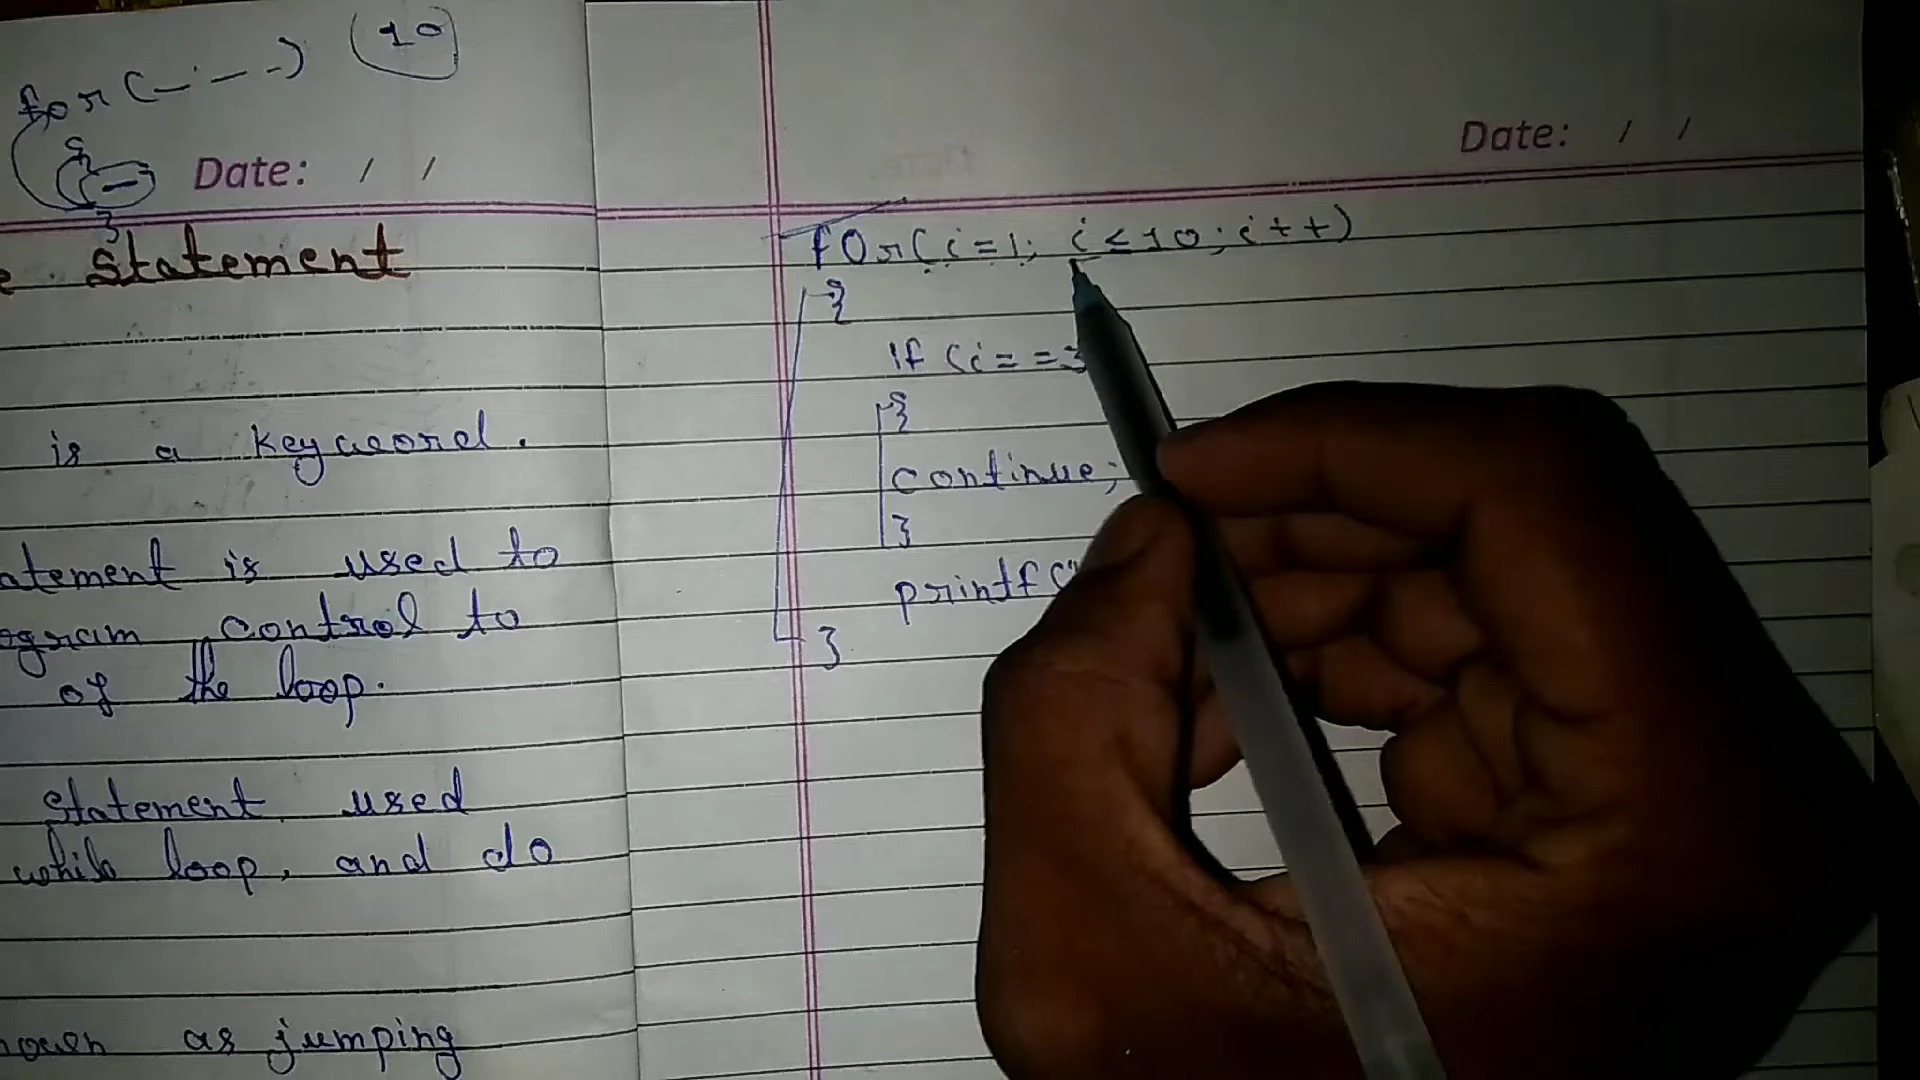 for(---) 10
{
-
}
Date: / /
Statement
is a keyword.
atement is used to
ogram control to
of the loop.
statement used
while loop, and do
nown as jumping
Date: / /
for(i=1; i≤10; i++)
{
if (i==3
{
continue;
}
printf("
}